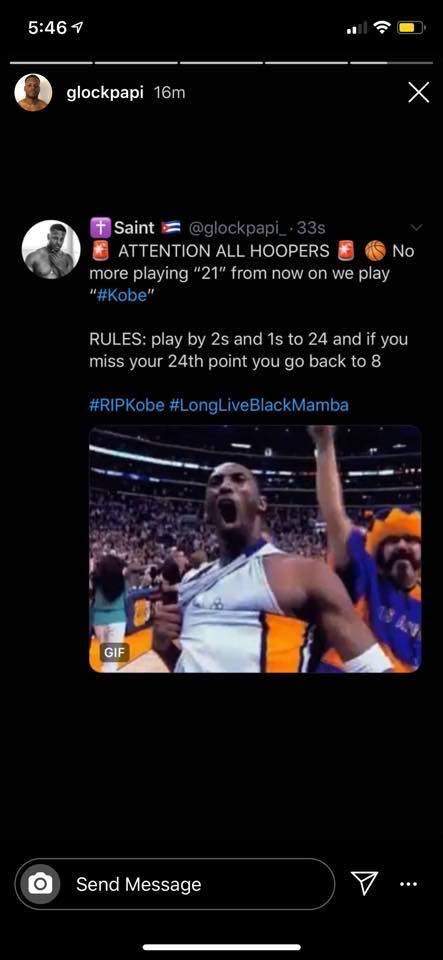 5:46
glockpapi 16m
Saint @glockpapi_ · 33s
ATTENTION ALL HOOPERS No
more playing “21” from now on we play
“#Kobe”
RULES: play by 2s and 1s to 24 and if you
miss your 24th point you go back to 8
#RIPKobe #LongLiveBlackMamba
GIF
Send Message